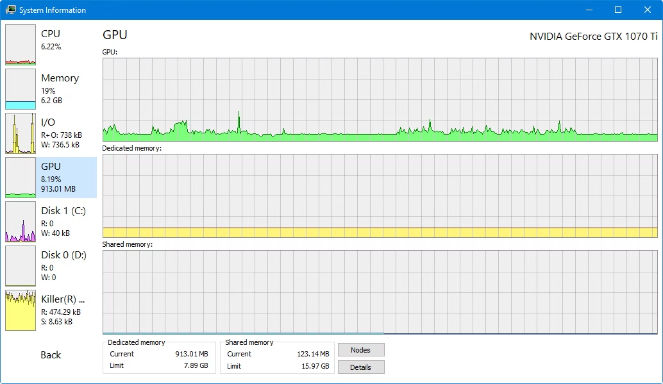 System Information
CPU
6.22%
Memory
19%
6.2 GB
I/O
R+O: 738 kB
W: 736.5 kB
GPU
8.19%
913.01 MB
Disk 1 (C:)
R: 0
W: 40 kB
Disk 0 (D:)
R: 0
W: 0
Killer(R) ...
R: 474.29 kB
S: 8.63 kB
Back
GPU
NVIDIA GeForce GTX 1070 Ti
GPU:
Dedicated memory:
Shared memory:
Dedicated memory
Current 913.01 MB
Limit 7.89 GB
Shared memory
Current 123.14 MB
Limit 15.97 GB
Nodes
Details